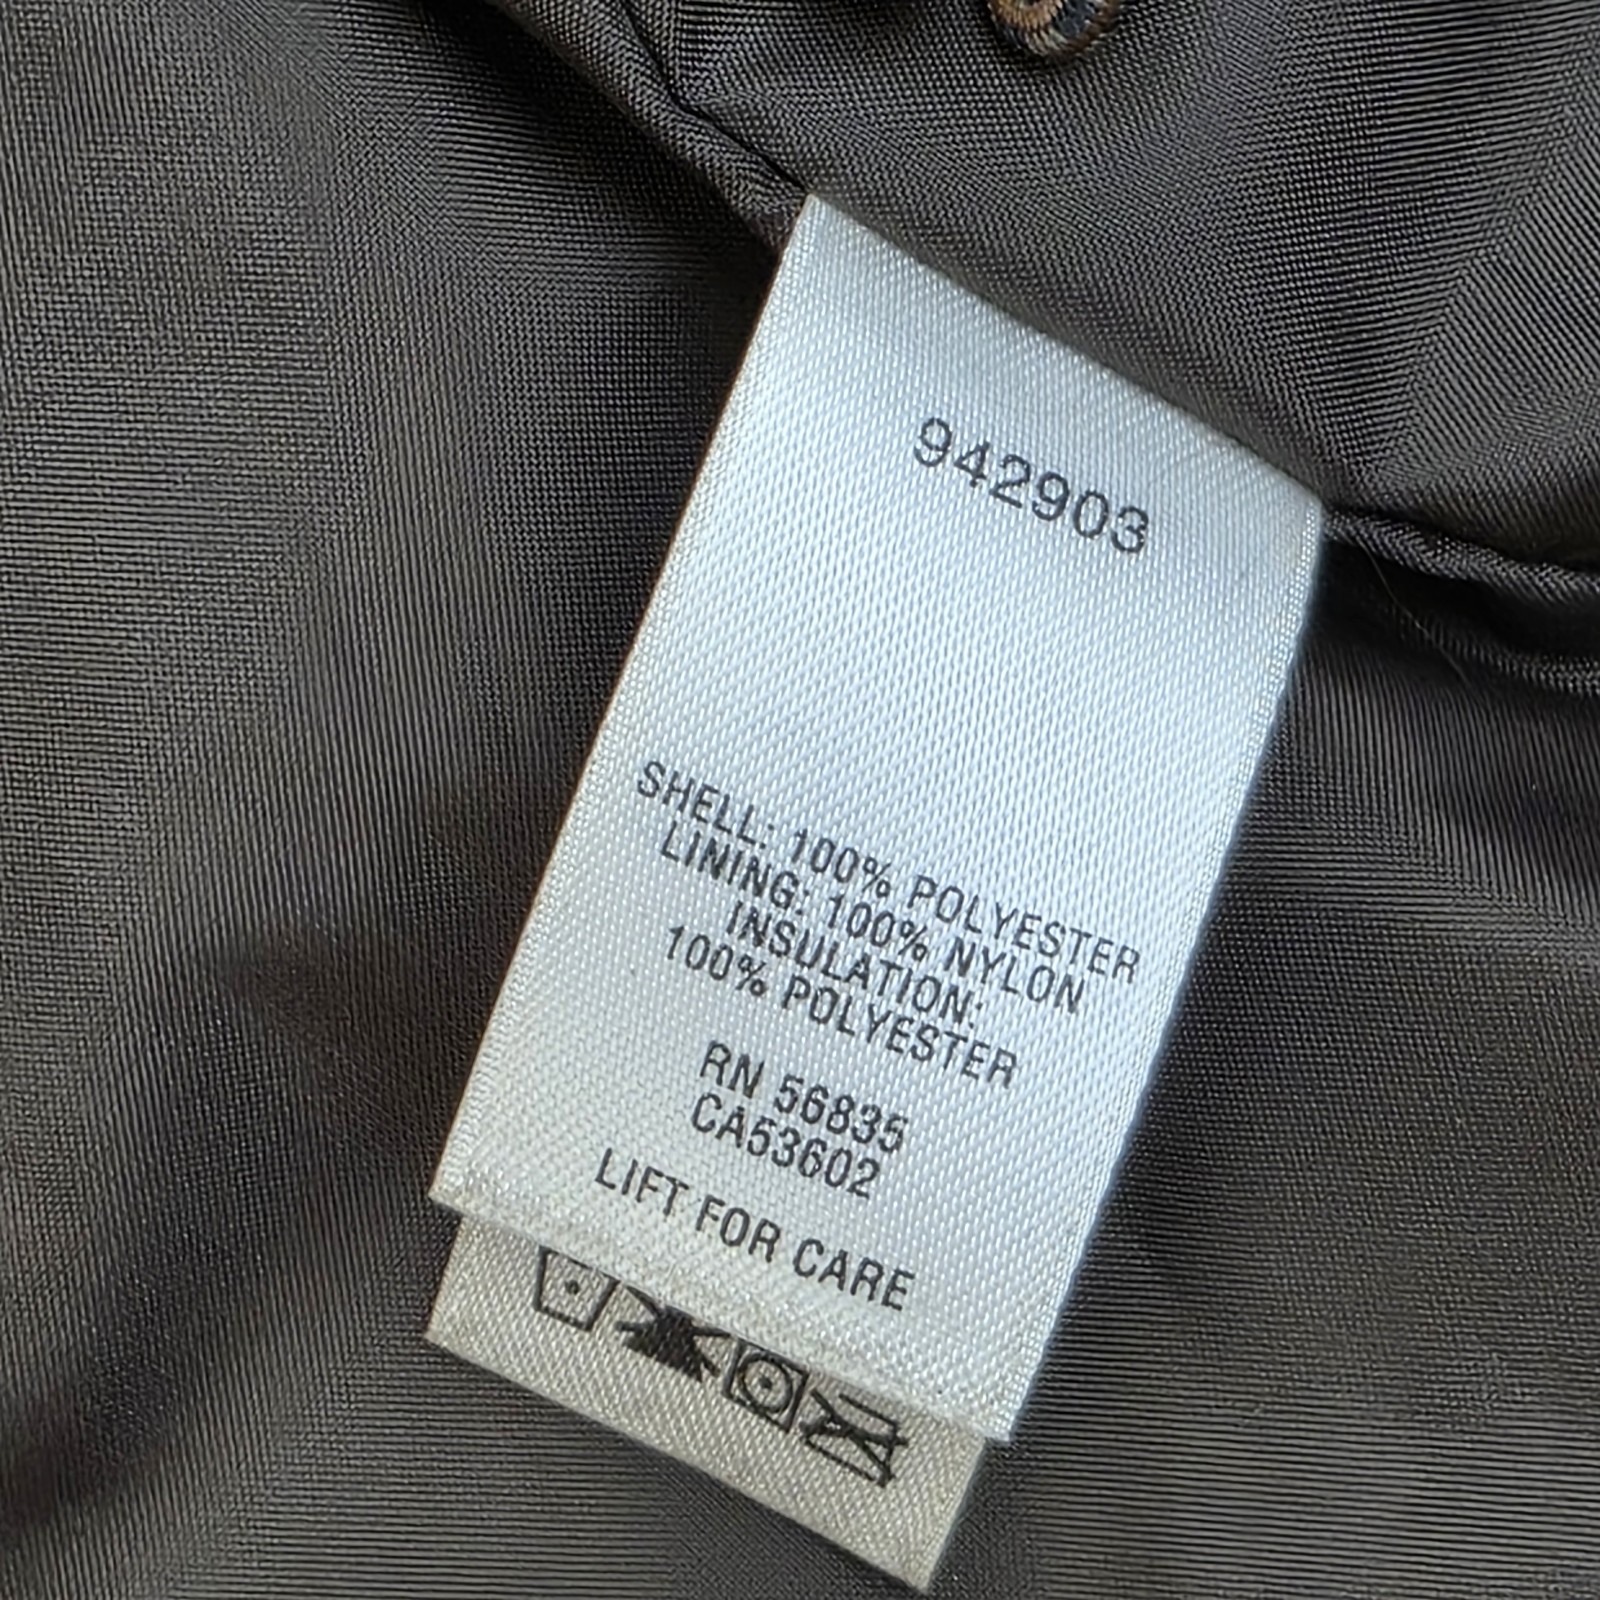 942903
SHELL: 100% POLYESTER
LINING: 100% NYLON
INSULATION:
100% POLYESTER
RN 56835
CA53602
LIFT FOR CARE